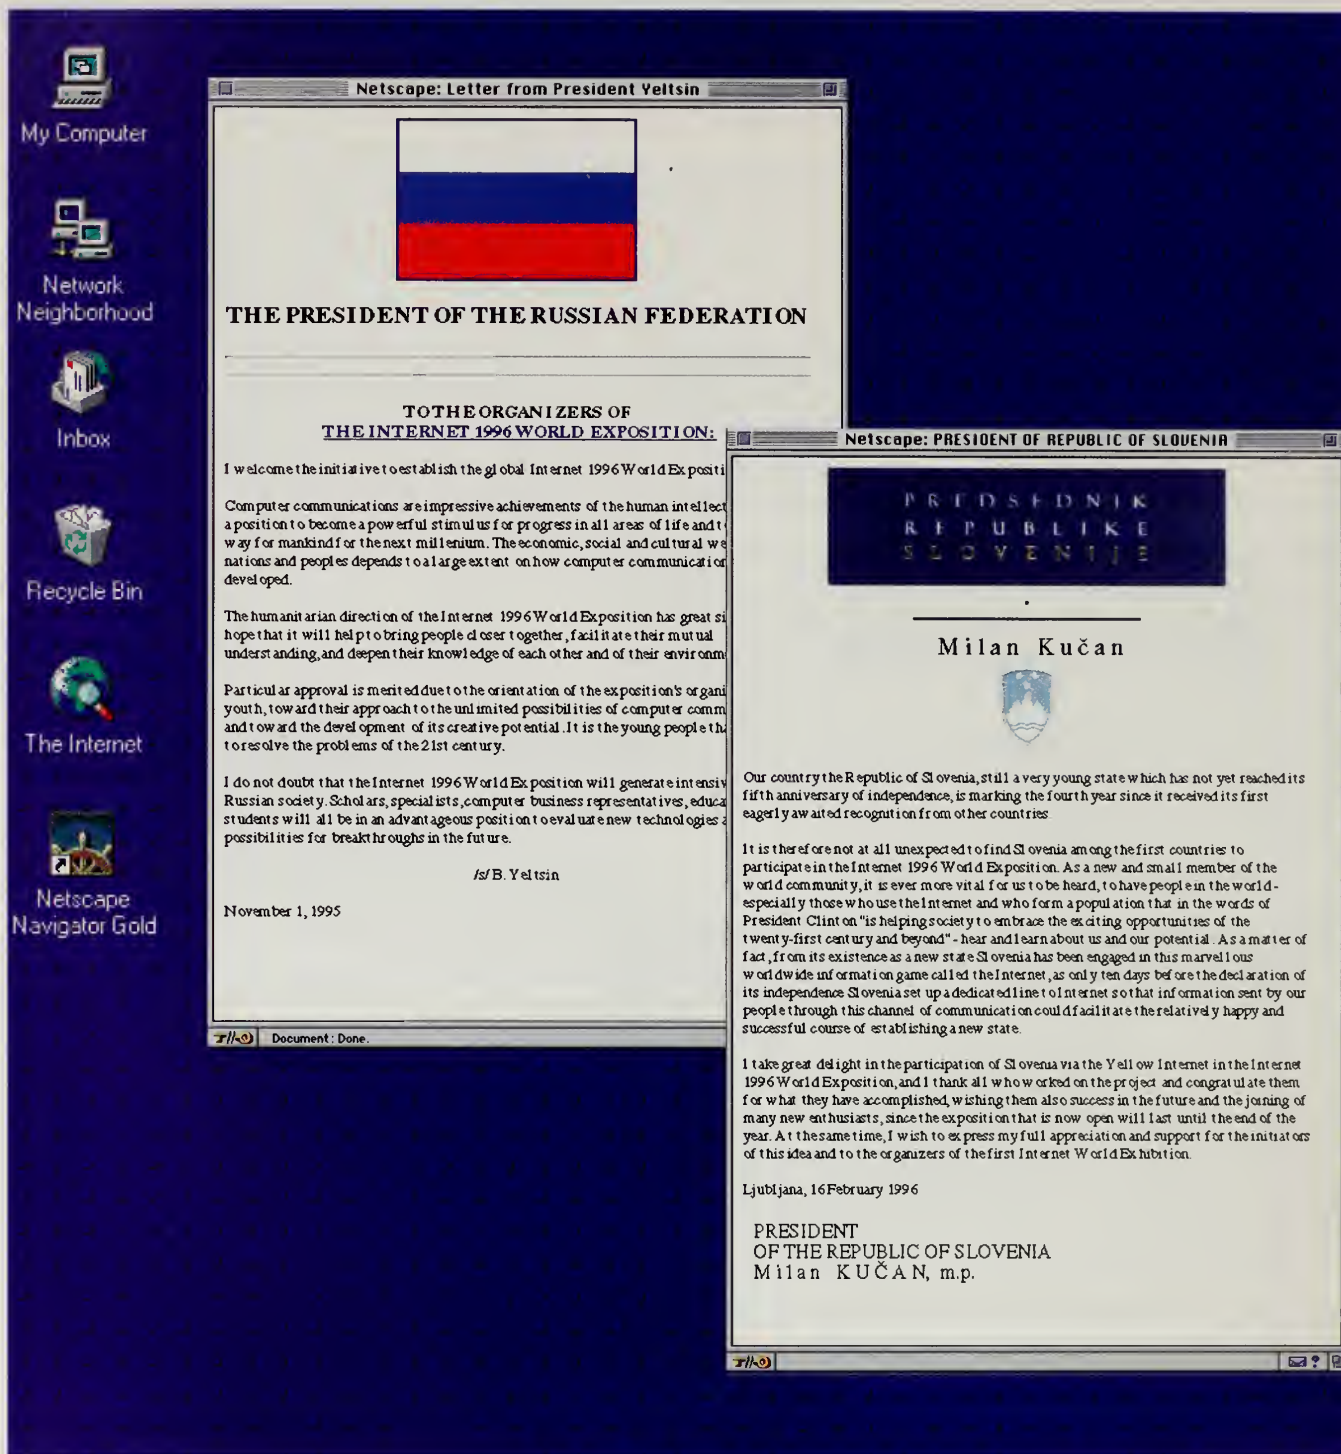 My Computer
Network
Neighborhood
Inbox
Recycle Bin
The Internet
Netscape
Navigator Gold
Netscape: Letter from President Yeltsin
THE PRESIDENT OF THE RUSSIAN FEDERATION
TO THE ORGANIZERS OF
THE INTERNET 1996 WORLD EXPOSITION:
I welcome the initiative to establish the global Internet 1996 World Expositi
Computer communications are impressive achievements of the human intellect
a position to become a powerful stimulus for progress in all areas of life and t
way for mankind for the next millenium. The economic, social and cultural we
nations and peoples depends to a large extent on how computer communication
developed.
The humanitarian direction of the Internet 1996 World Exposition has great si
hope that it will help to bring people closer together, facilitate their mutual
understanding, and deepen their knowledge of each other and of their environm
Particular approval is merited due to the orientation of the exposition's organi
youth, toward their approach to the unlimited possibilities of computer comm
and toward the development of its creative potential. It is the young people tha
to resolve the problems of the 21st century.
I do not doubt that the Internet 1996 World Exposition will generate intensiv
Russian society. Scholars, specialists, computer business representatives, educa
students will all be in an advantageous position to evaluate new technologies a
possibilities for breakthroughs in the future.
/s/ B. Yeltsin
November 1, 1995
Document: Done.
Netscape: PRESIDENT OF REPUBLIC OF SLOVENIA
PREDSEDNIK
REPUBLIKE
SLOVENIJE
Milan Kučan
Our country the Republic of Slovenia, still a very young state which has not yet reached its
fifth anniversary of independence, is marking the fourth year since it received its first
eagerly awaited recognition from other countries
It is therefore not at all unexpected to find Slovenia among the first countries to
participate in the Internet 1996 World Exposition. As a new and small member of the
world community, it is ever more vital for us to be heard, to have people in the world -
especially those who use the Internet and who form a population that in the words of
President Clinton "is helping society to embrace the exciting opportunities of the
twenty-first century and beyond" - hear and learn about us and our potential. As a matter of
fact, from its existence as a new state Slovenia has been engaged in this marvellous
worldwide information game called the Internet, as only ten days before the declaration of
its independence Slovenia set up a dedicated line to Internet so that information sent by our
people through this channel of communication could facilitate the relatively happy and
successful course of establishing a new state.
I take great delight in the participation of Slovenia via the Yellow Internet in the Internet
1996 World Exposition, and I thank all who worked on the project and congratulate them
for what they have accomplished, wishing them also success in the future and the joining of
many new enthusiasts, since the exposition that is now open will last until the end of the
year. At the same time, I wish to express my full appreciation and support for the initiators
of this idea and to the organizers of the first Internet World Exhibition.
Ljubljana, 16 February 1996
PRESIDENT
OF THE REPUBLIC OF SLOVENIA
Milan KUČAN, m.p.
?